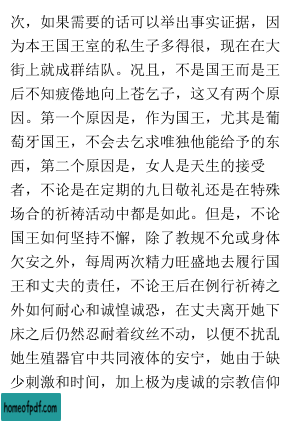 次，如果需要的话可以举出事实证据，因
为本王国王室的私生子多得很，现在在大
街上就成群结队。况且，不是国王而是王
后不知疲倦地向上苍乞子，这又有两个原
因。第一个原因是，作为国王，尤其是葡
萄牙国王，不会去乞求唯独他能给予的东
西，第二个原因是，女人是天生的接受
者，不论是在定期的九日敬礼还是在特殊
场合的祈祷活动中都是如此。但是，不论
国王如何坚持不懈，除了教规不允或身体
欠安之外，每周两次精力旺盛地去履行国
王和丈夫的责任，不论王后在例行祈祷之
外如何耐心和诚惶诚恐，在丈夫离开她下
床之后仍然忍耐着纹丝不动，以便不扰乱
她生殖器官中共同液体的安宁，她由于缺
少刺激和时间，加上极为虔诚的宗教信仰
homeofpdf.com